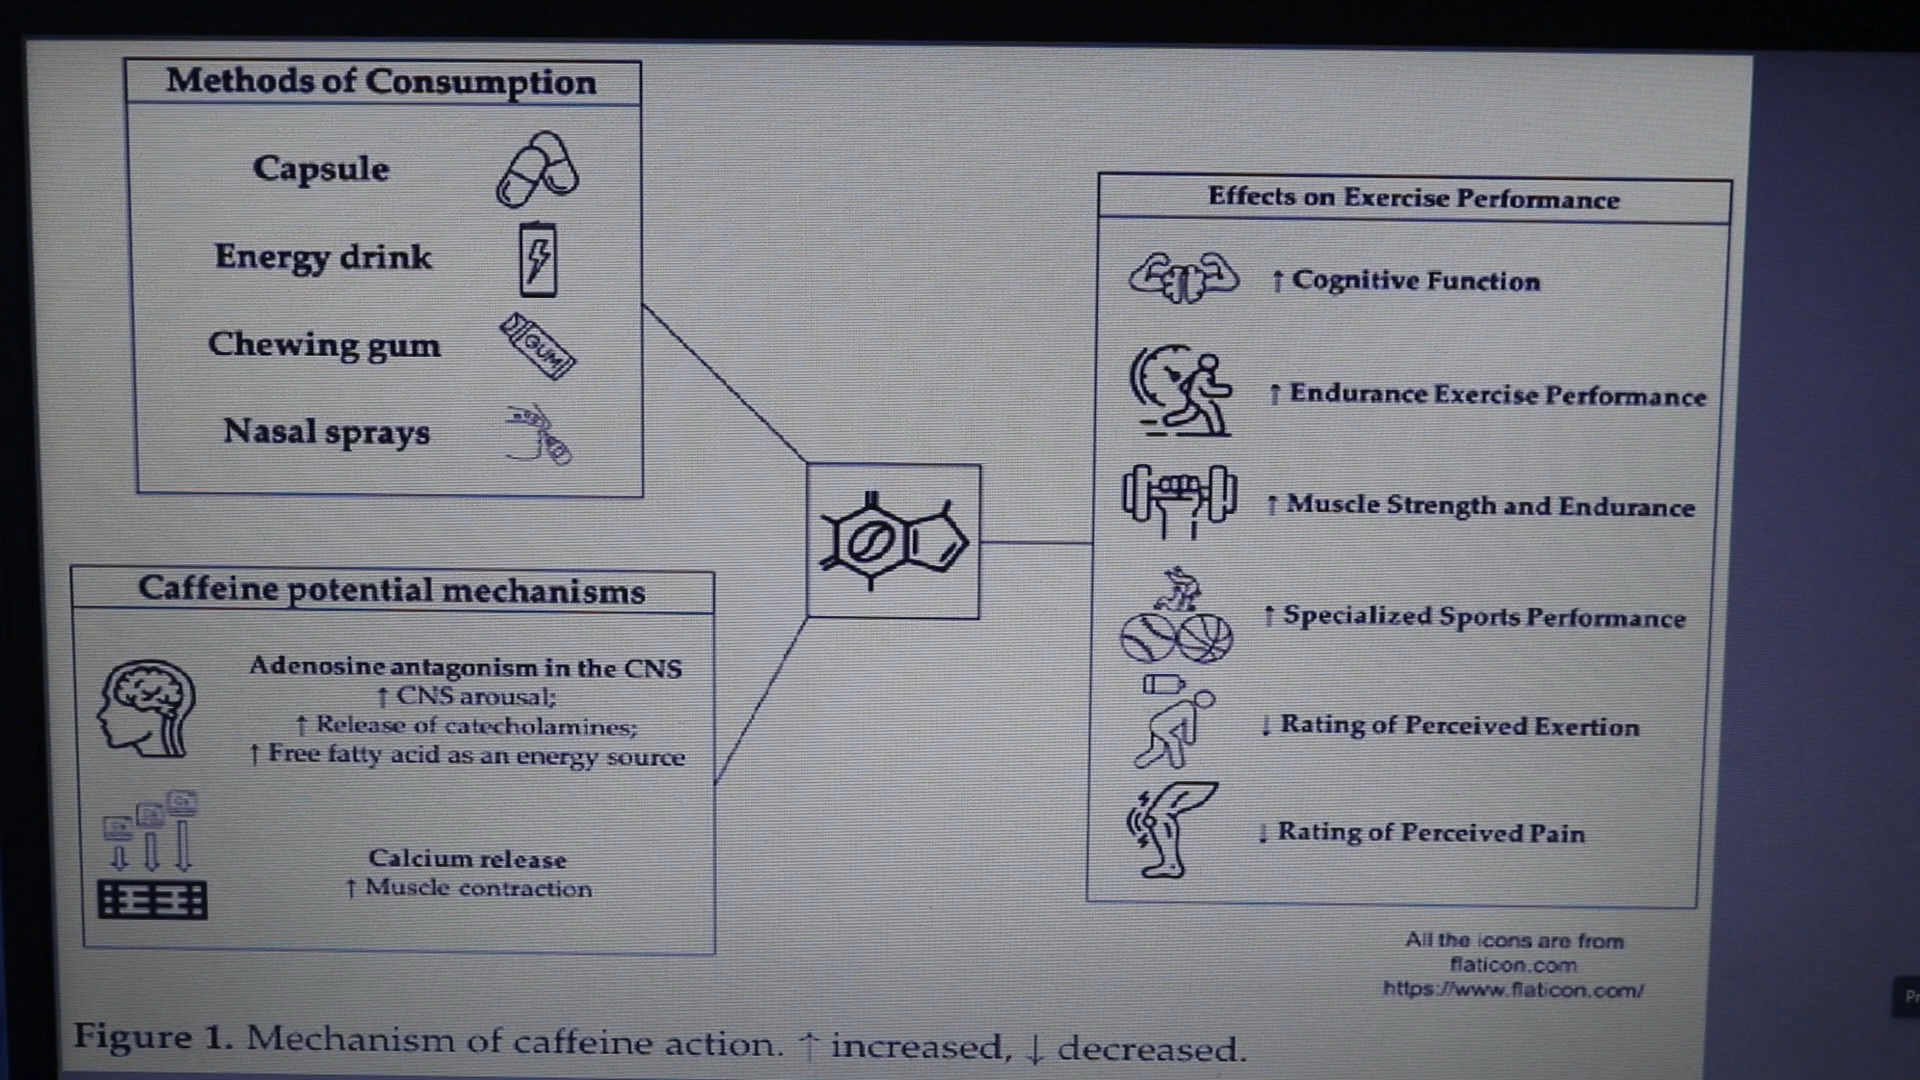 Methods of Consumption
Capsule
Energy drink
Chewing gum
GUM
Nasal sprays
Caffeine potential mechanisms
Adenosine antagonism in the CNS
↑ CNS arousal;
↑ Release of catecholamines;
↑ Free fatty acid as an energy source
Calcium release
↑ Muscle contraction
Effects on Exercise Performance
↑ Cognitive Function
↑ Endurance Exercise Performance
↑ Muscle Strength and Endurance
↑ Specialized Sports Performance
↓ Rating of Perceived Exertion
↓ Rating of Perceived Pain
All the icons are from
flaticon.com
https://www.flaticon.com/
Figure 1. Mechanism of caffeine action. ↑ increased, ↓ decreased.